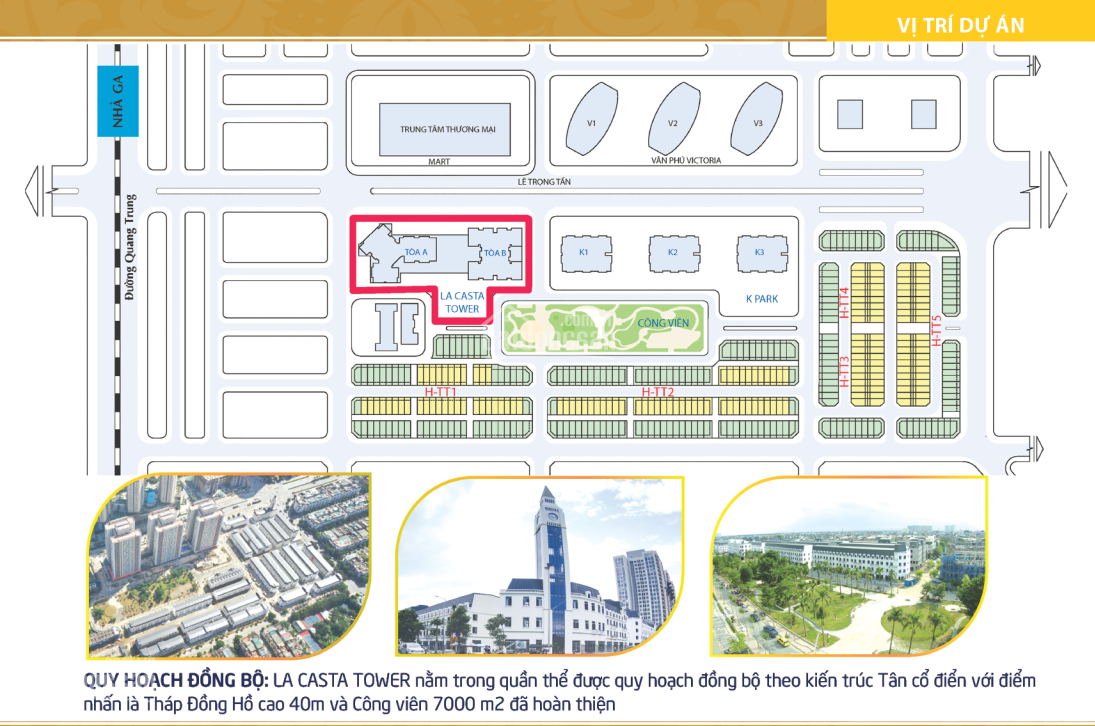 VỊ TRÍ DỰ ÁN
NHÀ GA
Đường Quang Trung
TRUNG TÂM THƯƠNG MẠI
MART
V1
V2
V3
VĂN PHÚ VICTORIA
LÊ TRỌNG TẤN
TÒA A
TÒA B
LA CASTA
TOWER
K1
K2
K3
K PARK
CÔNG VIÊN
H-TT1
H-TT2
H-TT3
H-TT4
H-TT5
QUY HOẠCH ĐỒNG BỘ: LA CASTA TOWER nằm trong quần thể được quy hoạch đồng bộ theo kiến trúc Tân cổ điển với điểm
nhấn là Tháp Đồng Hồ cao 40m và Công viên 7000 m2 đã hoàn thiện